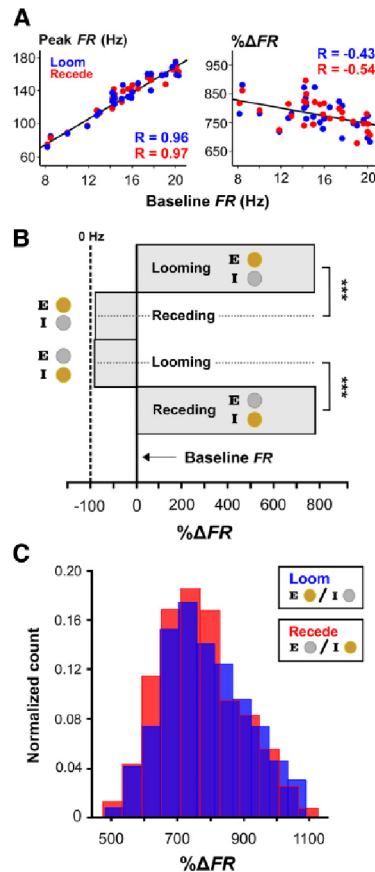 A
Peak FR (Hz)
%ΔFR
180
140
100
60
Loom
Recede
R = 0.96
R = 0.97
8 12 16 20
950
850
750
650
R = -0.43
R = -0.54
8 12 16 20
Baseline FR (Hz)
B
0 Hz
Looming
E
I
***
E
I
Receding
E
I
Looming
***
Receding
E
I
Baseline FR
-100 0 200 400 600 800
%ΔFR
C
Normalized count
0.20
0.16
0.12
0.08
0.04
0
Loom
E / I
Recede
E / I
500 700 900 1100
%ΔFR